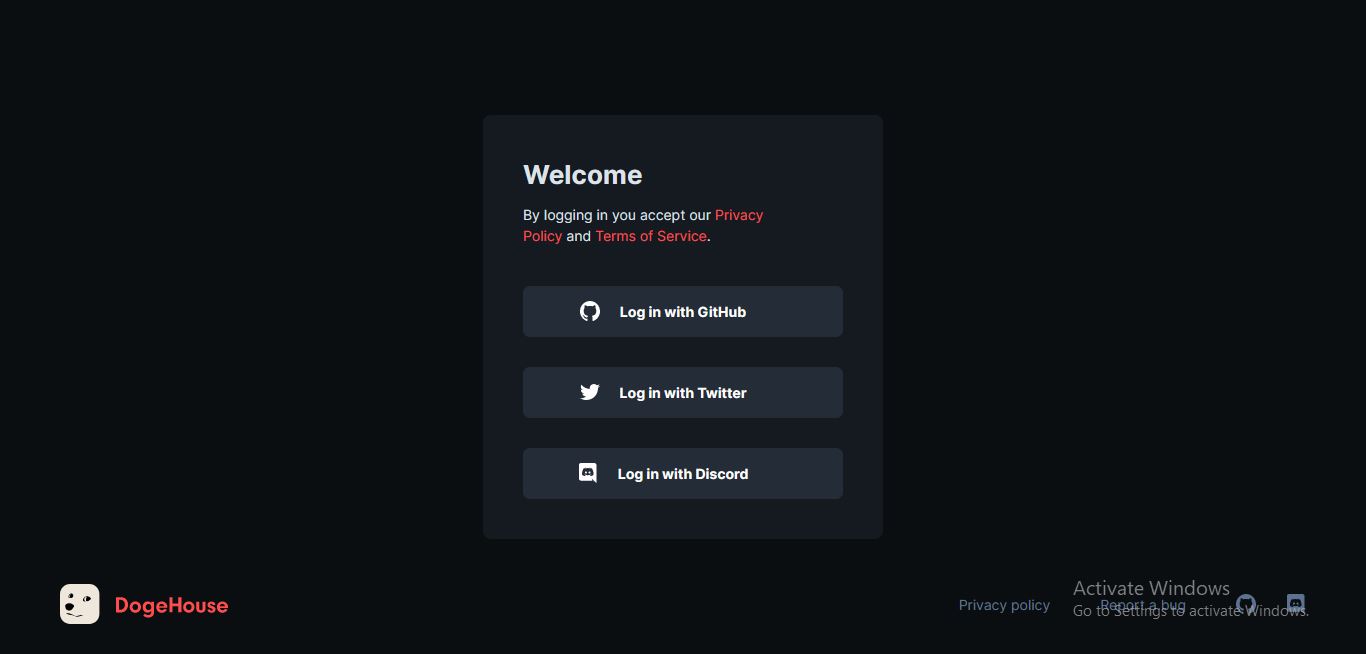 Welcome
By logging in you accept our Privacy
Policy and Terms of Service.
Log in with GitHub
Log in with Twitter
Log in with Discord
DogeHouse
Privacy policy
Report a bug
Activate Windows
Go to Settings to activate Windows.